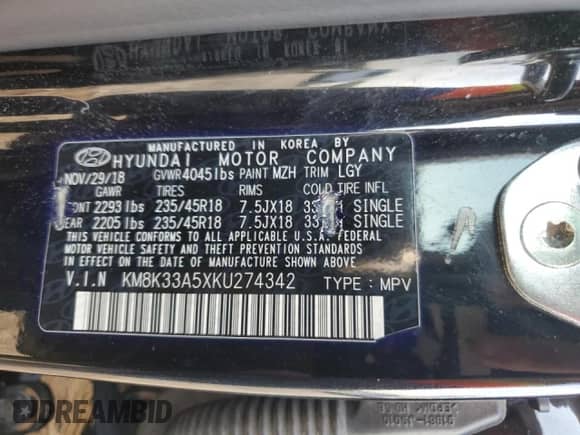 MANUFACTURED IN KOREA BY
HYUNDAI MOTOR COMPANY
NOV/29/18 GVWR 4045 lbs PAINT MZH TRIM LGY
GAWR TIRES RIMS COLD TIRE INFL
2293 lbs 235/45R18 7.5JX18 SINGLE
2205 lbs 235/45R18 7.5JX18 SINGLE
THIS VEHICLE CONFORMS TO ALL APPLICABLE U.S.A. FEDERAL
MOTOR VEHICLE SAFETY AND THEFT PREVENTION STANDARDS
IN EFFECT ON THE DATE OF MANUFACTURE SHOWN ABOVE
V.I.N KM8K33A5XKU274342 TYPE : MPV
DREAMBID